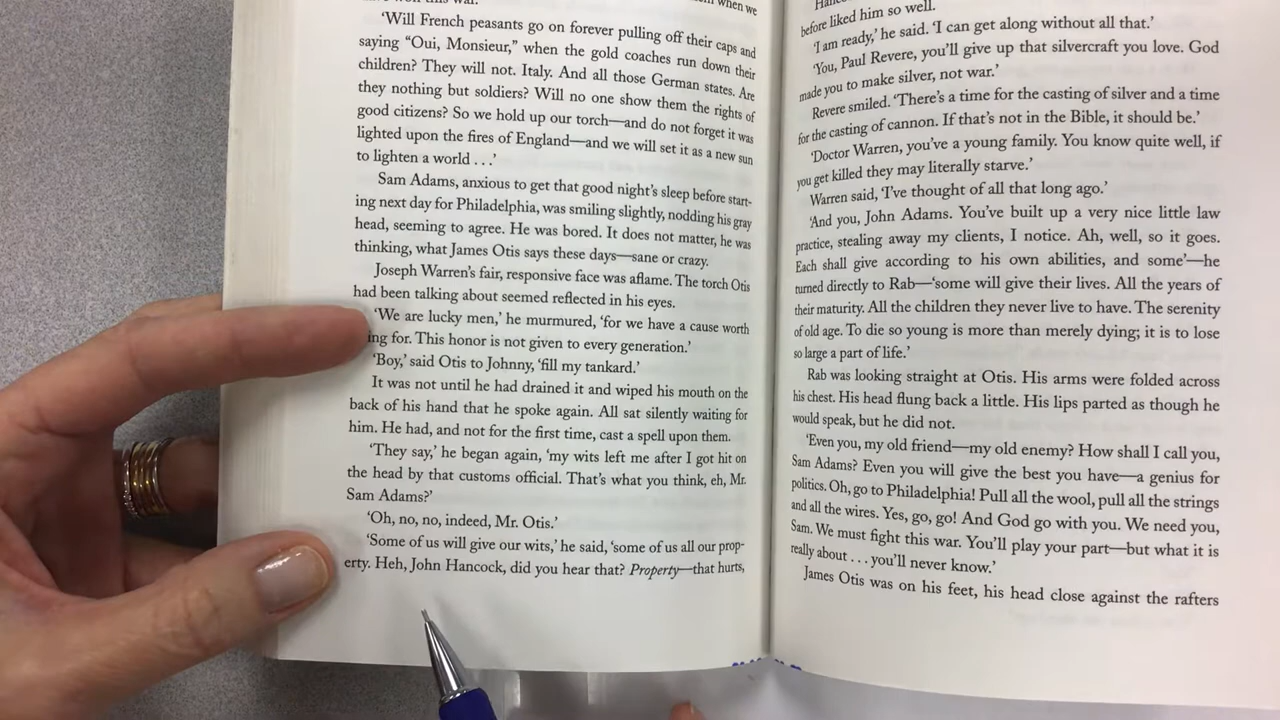 when we
‘Will French peasants go on forever pulling off their caps and
saying “Oui, Monsieur,” when the gold coaches run down their
children? They will not. Italy. And all those German states. Are
they nothing but soldiers? Will no one show them the rights of
good citizens? So we hold up our torch—and do not forget it was
lighted upon the fires of England—and we will set it as a new sun
to lighten a world . . .’
Sam Adams, anxious to get that good night’s sleep before start-
ing next day for Philadelphia, was smiling slightly, nodding his gray
head, seeming to agree. He was bored. It does not matter, he was
thinking, what James Otis says these days—sane or crazy.
Joseph Warren’s fair, responsive face was aflame. The torch Otis
had been talking about seemed reflected in his eyes.
‘We are lucky men,’ he murmured, ‘for we have a cause worth
ing for. This honor is not given to every generation.’
‘Boy,’ said Otis to Johnny, ‘fill my tankard.’
It was not until he had drained it and wiped his mouth on the
back of his hand that he spoke again. All sat silently waiting for
him. He had, and not for the first time, cast a spell upon them.
‘They say,’ he began again, ‘my wits left me after I got hit on
the head by that customs official. That’s what you think, eh, Mr.
Sam Adams?’
‘Oh, no, no, indeed, Mr. Otis.’
‘Some of us will give our wits,’ he said, ‘some of us all our prop-
erty. Heh, John Hancock, did you hear that? Property—that hurts,
before liked him so well.
‘I am ready,’ he said. ‘I can get along without all that.’
‘You, Paul Revere, you’ll give up that silvercraft you love. God
made you to make silver, not war.’
Revere smiled. ‘There’s a time for the casting of silver and a time
for the casting of cannon. If that’s not in the Bible, it should be.’
‘Doctor Warren, you’ve a young family. You know quite well, if
you get killed they may literally starve.’
Warren said, ‘I’ve thought of all that long ago.’
‘And you, John Adams. You’ve built up a very nice little law
practice, stealing away my clients, I notice. Ah, well, so it goes.
Each shall give according to his own abilities, and some’—he
turned directly to Rab—‘some will give their lives. All the years of
their maturity. All the children they never live to have. The serenity
of old age. To die so young is more than merely dying; it is to lose
so large a part of life.’
Rab was looking straight at Otis. His arms were folded across
his chest. His head flung back a little. His lips parted as though he
would speak, but he did not.
‘Even you, my old friend—my old enemy? How shall I call you,
Sam Adams? Even you will give the best you have—a genius for
politics. Oh, go to Philadelphia! Pull all the wool, pull all the strings
and all the wires. Yes, go, go! And God go with you. We need you,
Sam. We must fight this war. You’ll play your part—but what it is
really about . . . you’ll never know.’
James Otis was on his feet, his head close against the rafters